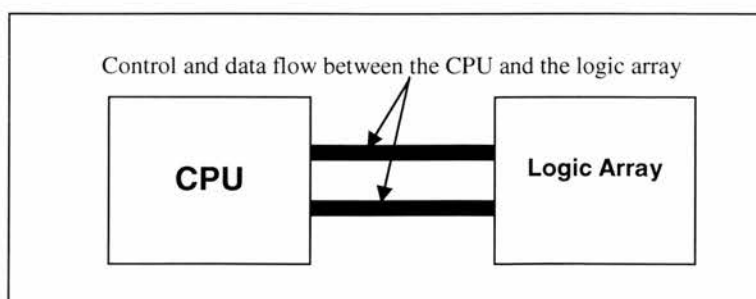 Control and data flow between the CPU and the logic array
CPU
Logic Array